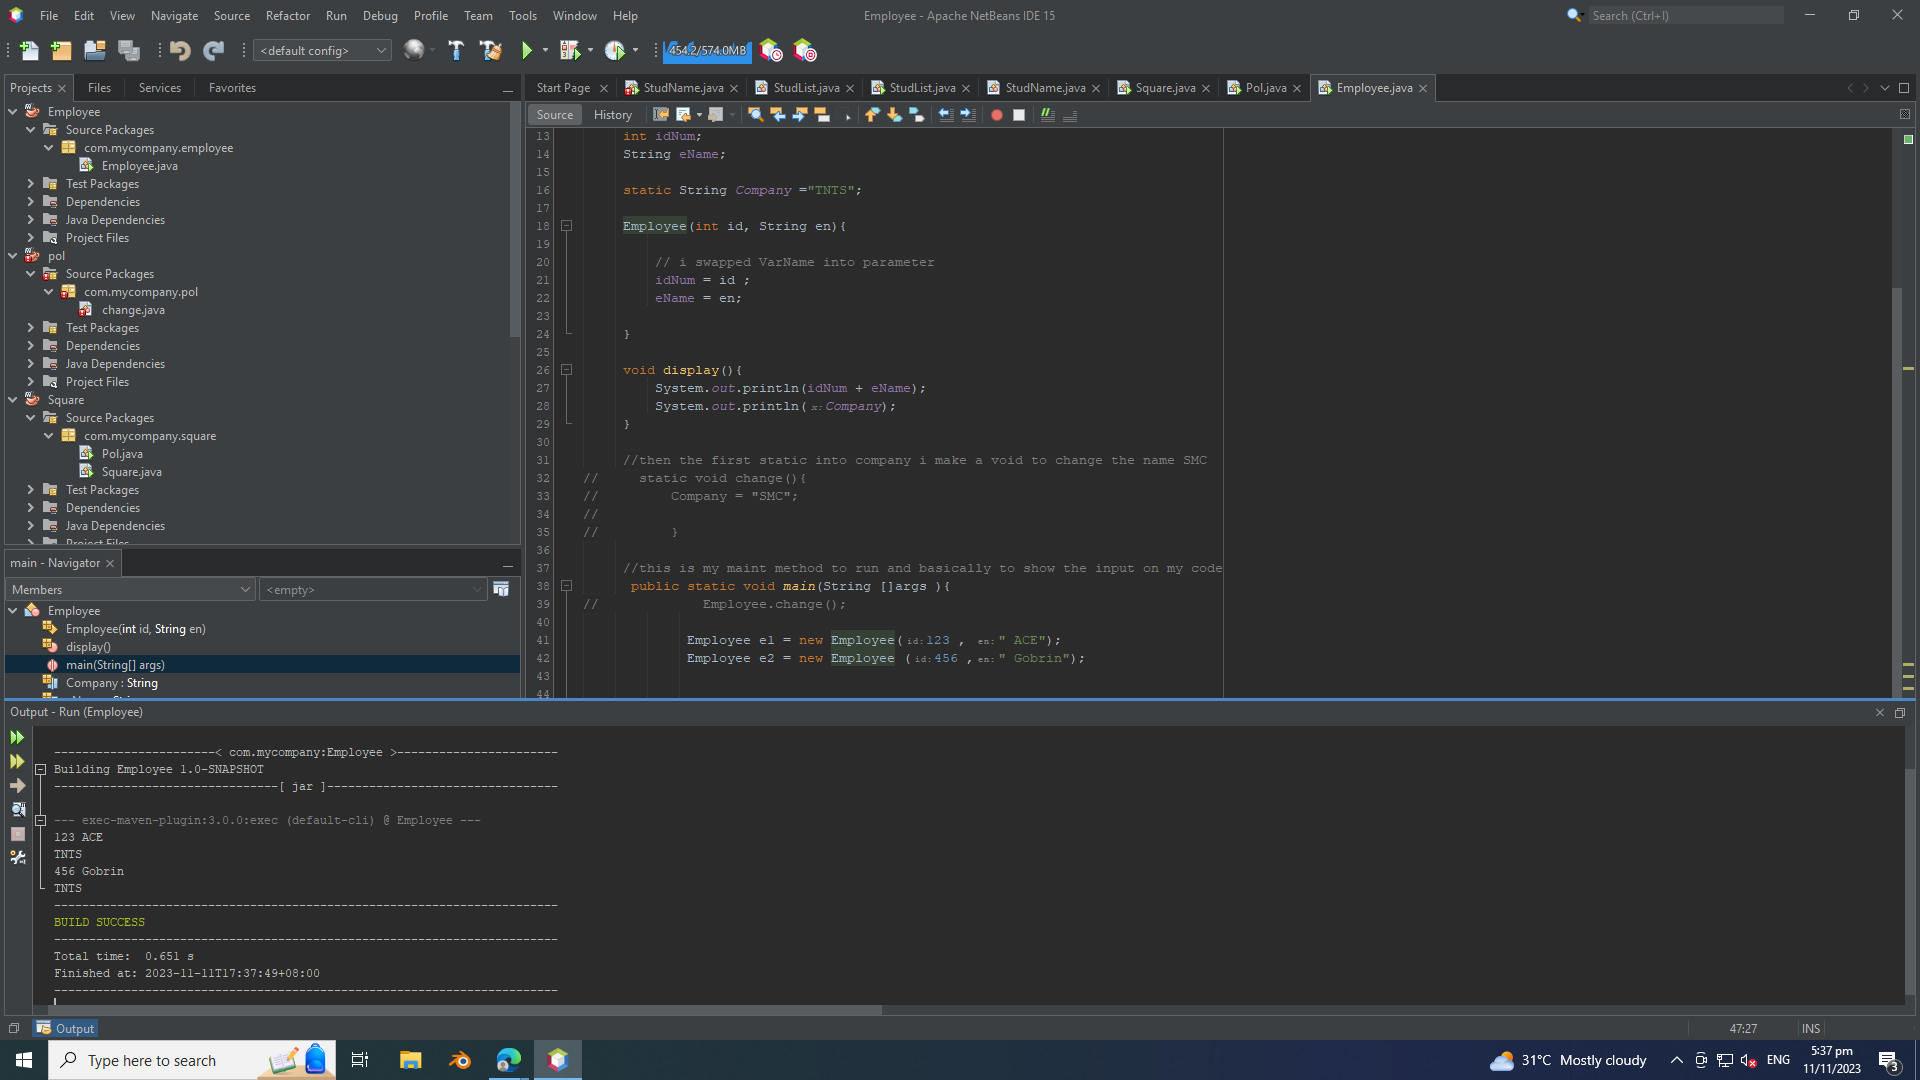 File Edit View Navigate Source Refactor Run Debug Profile Team Tools Window Help
Employee - Apache NetBeans IDE 15
Search (Ctrl+I)
<default config>
454.2/574.0MB
Projects Files Services Favorites
Employee
Source Packages
com.mycompany.employee
Employee.java
Test Packages
Dependencies
Java Dependencies
Project Files
pol
Source Packages
com.mycompany.pol
change.java
Test Packages
Dependencies
Java Dependencies
Project Files
Square
Source Packages
com.mycompany.square
Pol.java
Square.java
Test Packages
Dependencies
Java Dependencies
Project Files
main - Navigator
Members <empty>
Employee
Employee(int id, String en)
display()
main(String[] args)
Company : String
Start Page StudName.java StudList.java StudList.java StudName.java Square.java Pol.java Employee.java
Source History
13 int idNum;
14 String eName;
15
16 static String Company ="TNTS";
17
18 Employee(int id, String en){
19
20 // i swapped VarName into parameter
21 idNum = id ;
22 eName = en;
23
24 }
25
26 void display(){
27 System.out.println(idNum + eName);
28 System.out.println( x: Company);
29 }
30
31 //then the first static into company i make a void to change the name SMC
32 // static void change(){
33 // Company = "SMC";
34 //
35 // }
36
37 //this is my maint method to run and basically to show the input on my code
38 public static void main(String []args ){
39 // Employee.change();
40
41 Employee e1 = new Employee( id: 123 , en: " ACE");
42 Employee e2 = new Employee ( id: 456 , en: " Gobrin");
43
44
Output - Run (Employee)
-----------------------< com.mycompany:Employee >-----------------------
Building Employee 1.0-SNAPSHOT
--------------------------------[ jar ]---------------------------------
--- exec-maven-plugin:3.0.0:exec (default-cli) @ Employee ---
123 ACE
TNTS
456 Gobrin
TNTS
------------------------------------------------------------------------
BUILD SUCCESS
------------------------------------------------------------------------
Total time:  0.651 s
Finished at: 2023-11-11T17:37:49+08:00
------------------------------------------------------------------------
Output
47:27 INS
Type here to search
31°C Mostly cloudy
ENG
5:37 pm
11/11/2023
3